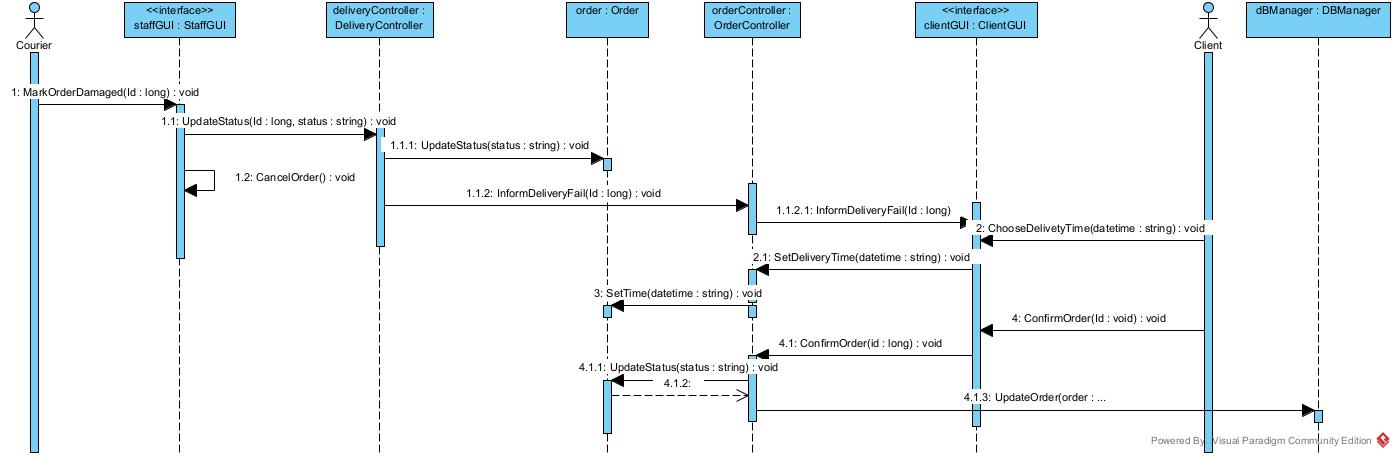 <<interface>>
staffGUI : StaffGUI
deliveryController :
DeliveryController
order : Order
orderController :
OrderController
<<interface>>
clientGUI : ClientGUI
dBManager : DBManager
Courier
Client
1: MarkOrderDamaged(Id : long) : void
1.1: UpdateStatus(Id : long, status : string) : void
1.1.1: UpdateStatus(status : string) : void
1.2: CancelOrder() : void
1.1.2: InformDeliveryFail(Id : long) : void
1.1.2.1: InformDeliveryFail(Id : long)
2: ChooseDelivetyTime(datetime : string) : void
2.1: SetDeliveryTime(datetime : string) : void
3: SetTime(datetime : string) : void
4: ConfirmOrder(Id : void) : void
4.1: ConfirmOrder(id : long) : void
4.1.1: UpdateStatus(status : string) : void
4.1.2:
4.1.3: UpdateOrder(order : ...
Powered By Visual Paradigm Community Edition